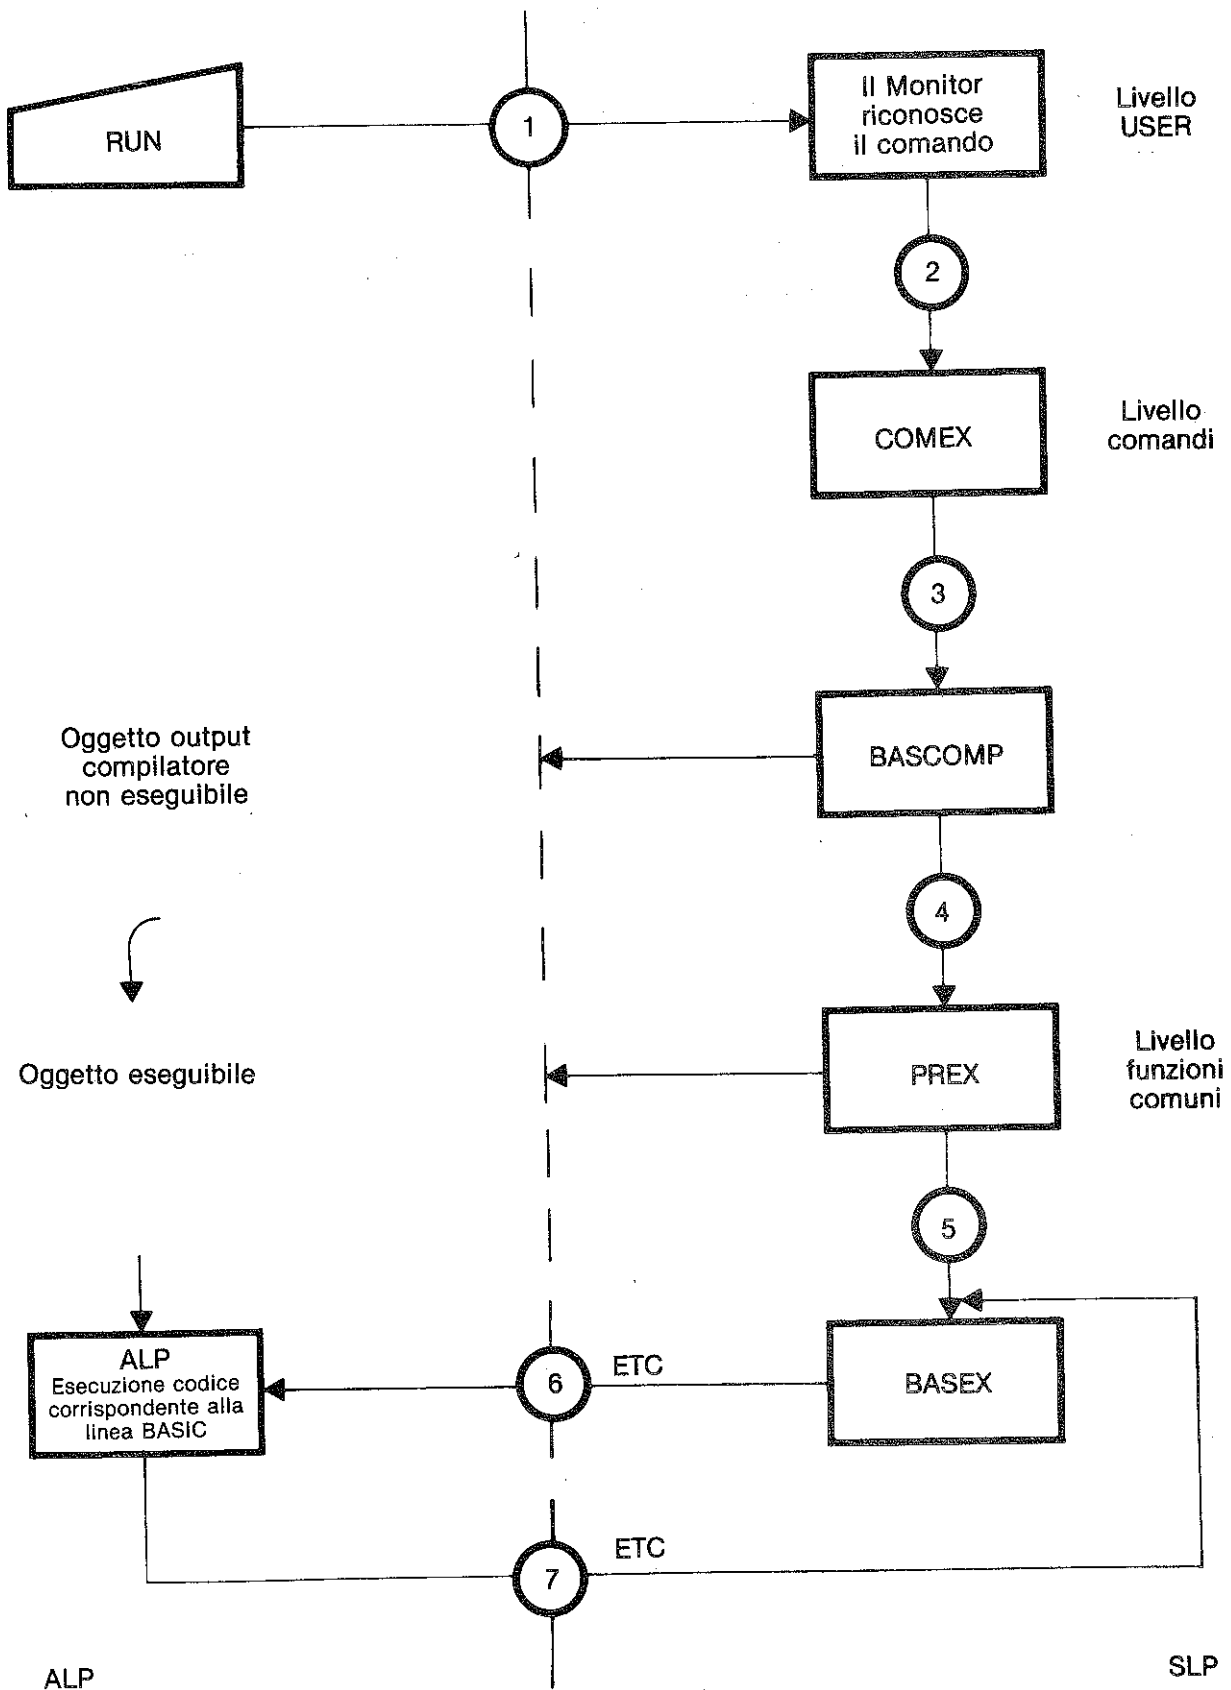 RUN
1
Il Monitor
riconosce
il comando
Livello
USER
2
COMEX
Livello
comandi
3
Oggetto output
compilatore
non eseguibile
BASCOMP
4
Oggetto eseguibile
PREX
Livello
funzioni
comuni
5
ALP
Esecuzione codice
corrispondente alla
linea BASIC
6
ETC
BASEX
7
ETC
ALP
SLP